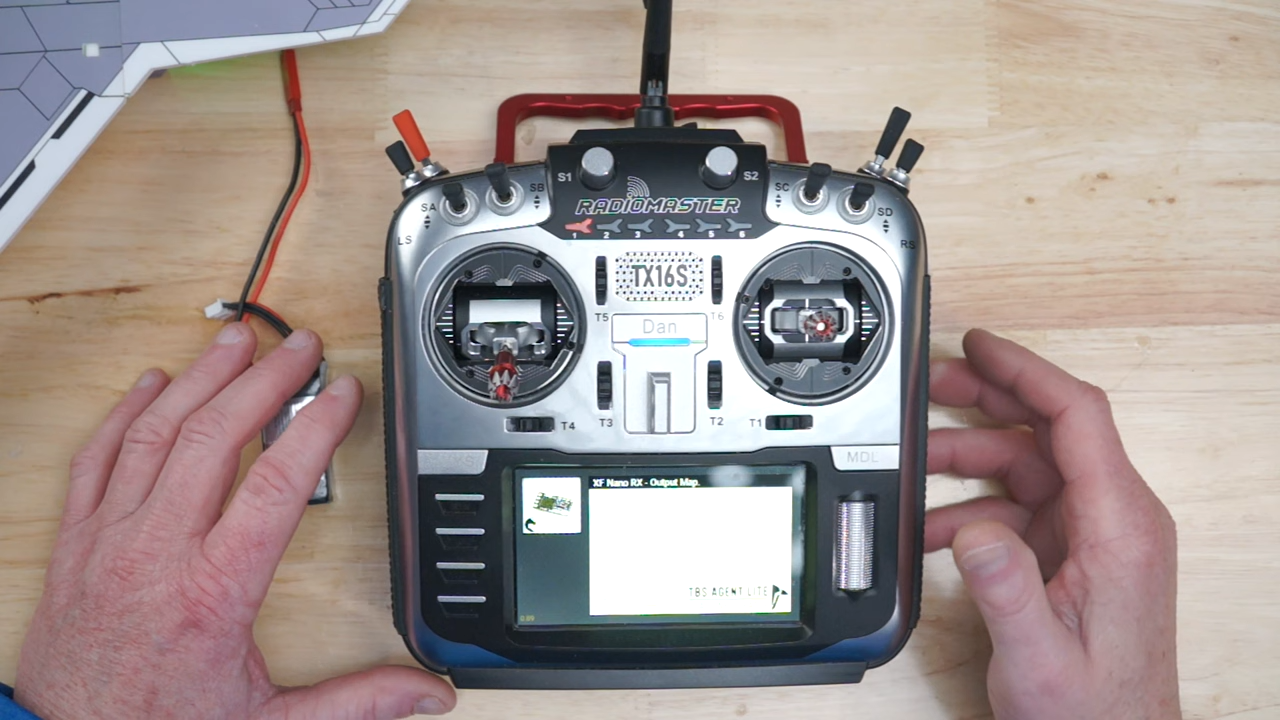 S1
S2
SB
SC
SA
SD
LS
RS
RADIOMASTER
1 2 3 4 5 6
TX16S
T5
T6
Dan
T4
T3
T2
T1
MDL
XF Nano RX - Output Map
TBS AGENT LITE